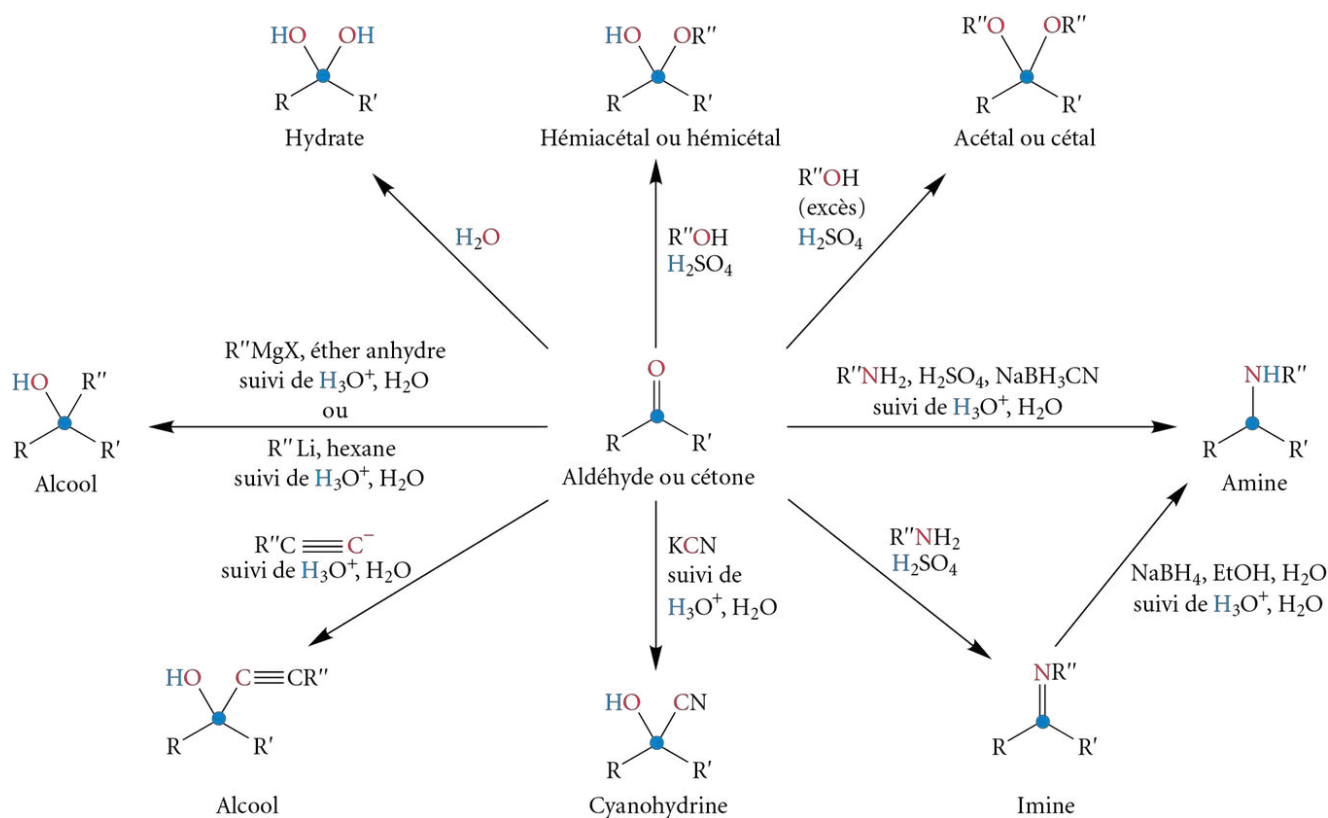 HO OH
R R'
Hydrate
HO OR''
R R'
Hémiacétal ou hémicétal
R''O OR''
R R'
Acétal ou cétal
H₂O
R''OH
H₂SO₄
R''OH
(excès)
H₂SO₄
HO R''
R R'
Alcool
R''MgX, éther anhydre
suivi de H₃O⁺, H₂O
ou
R''Li, hexane
suivi de H₃O⁺, H₂O
O
R R'
Aldéhyde ou cétone
R''NH₂, H₂SO₄, NaBH₃CN
suivi de H₃O⁺, H₂O
NHR''
R R'
Amine
R''C C⁻
suivi de H₃O⁺, H₂O
KCN
suivi de
H₃O⁺, H₂O
R''NH₂
H₂SO₄
NaBH₄, EtOH, H₂O
suivi de H₃O⁺, H₂O
HO C CR''
R R'
Alcool
HO CN
R R'
Cyanohydrine
NR''
R R'
Imine